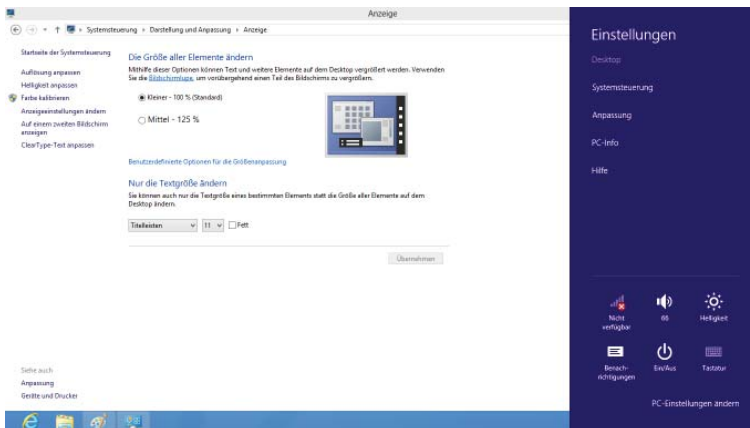 Anzeige
Systemsteuerung Darstellung und Anpassung Anzeige
Startseite der Systemsteuerung
Auflösung anpassen
Helligkeit anpassen
Farbe kalibrieren
Anzeigeeinstellungen ändern
Auf einem zweiten Bildschirm
anzeigen
ClearType-Text anpassen
Siehe auch
Anpassung
Geräte und Drucker
Die Größe aller Elemente ändern
Mithilfe dieser Optionen können Text und weitere Elemente auf dem Desktop vergrößert werden. Verwenden
Sie die Bildschirmlupe, um vorübergehend einen Teil des Bildschirms zu vergrößern.
Kleiner - 100 % (Standard)
Mittel - 125 %
Benutzerdefinierte Optionen für die Größenanpassung
Nur die Textgröße ändern
Sie können auch nur die Textgröße eines bestimmten Elements statt die Größe aller Elemente auf dem
Desktop ändern.
Titelleisten 11 Fett
Übernehmen
Einstellungen
Desktop
Systemsteuerung
Anpassung
PC-Info
Hilfe
Nicht
verfügbar
66
Helligkeit
Benach-
richtigungen
Ein/Aus
Tastatur
PC-Einstellungen ändern